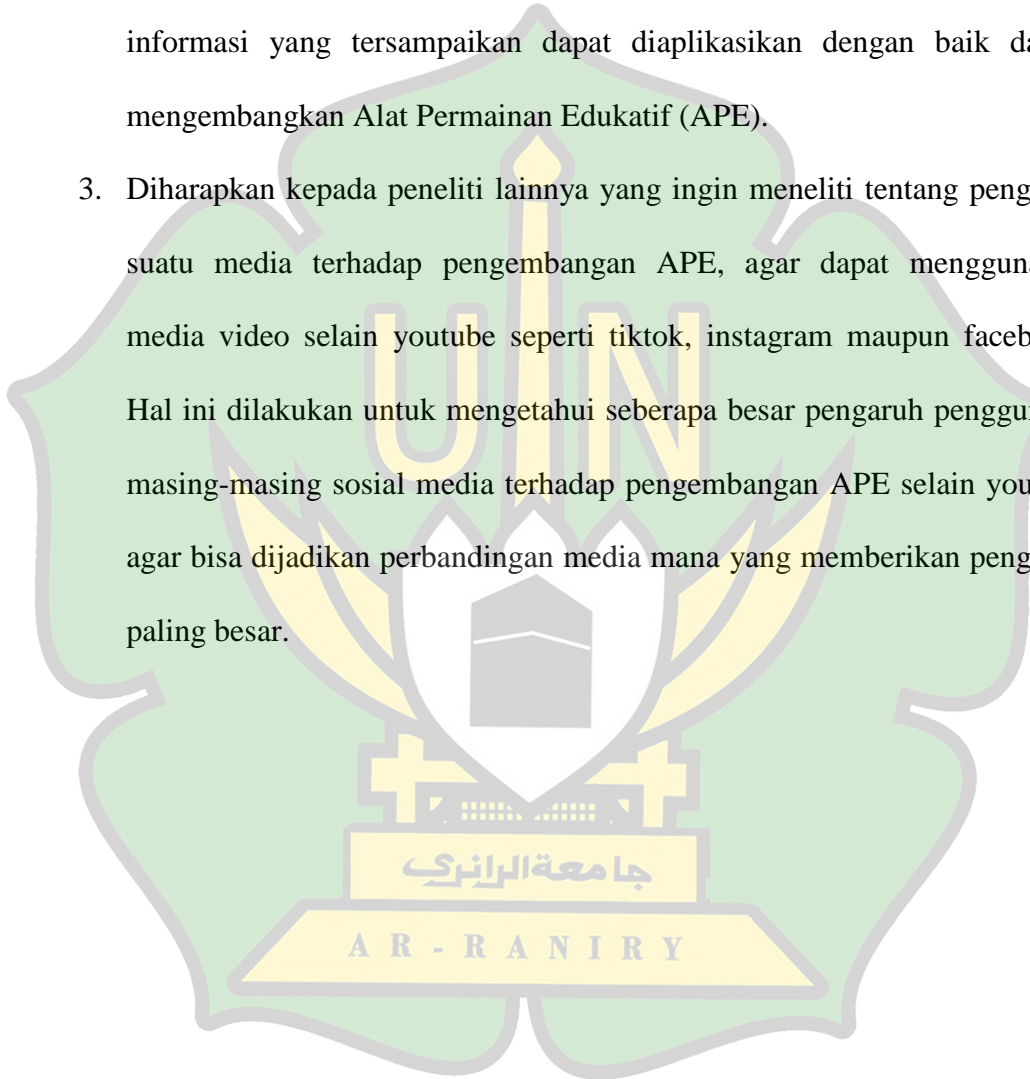 informasi yang tersampaikan dapat diaplikasikan dengan baik da
mengembangkan Alat Permainan Edukatif (APE).
3. Diharapkan kepada peneliti lainnya yang ingin meneliti tentang peng
suatu media terhadap pengembangan APE, agar dapat mengguna
media video selain youtube seperti tiktok, instagram maupun faceb
Hal ini dilakukan untuk mengetahui seberapa besar pengaruh penggu
masing-masing sosial media terhadap pengembangan APE selain you
agar bisa dijadikan perbandingan media mana yang memberikan peng
paling besar.
UIN
جامعةالرانرى
AR-RANIRY